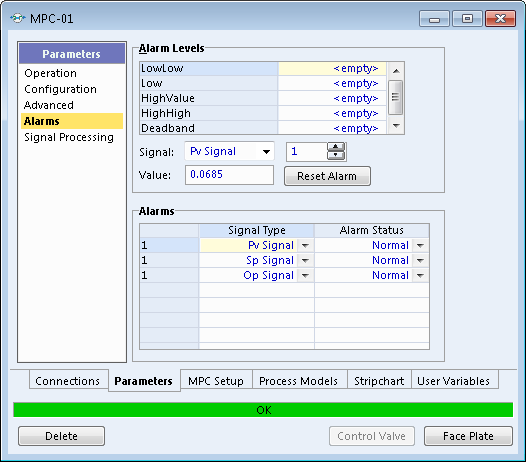 MPC-01
Parameters
Operation
Configuration
Advanced
Alarms
Signal Processing
Alarm Levels
LowLow <empty>
Low <empty>
HighValue <empty>
HighHigh <empty>
Deadband <empty>
Signal: Pv Signal 1
Value: 0.0685 Reset Alarm
Alarms
Signal Type Alarm Status
1 Pv Signal Normal
1 Sp Signal Normal
1 Op Signal Normal
Connections Parameters MPC Setup Process Models Stripchart User Variables
OK
Delete Control Valve Face Plate